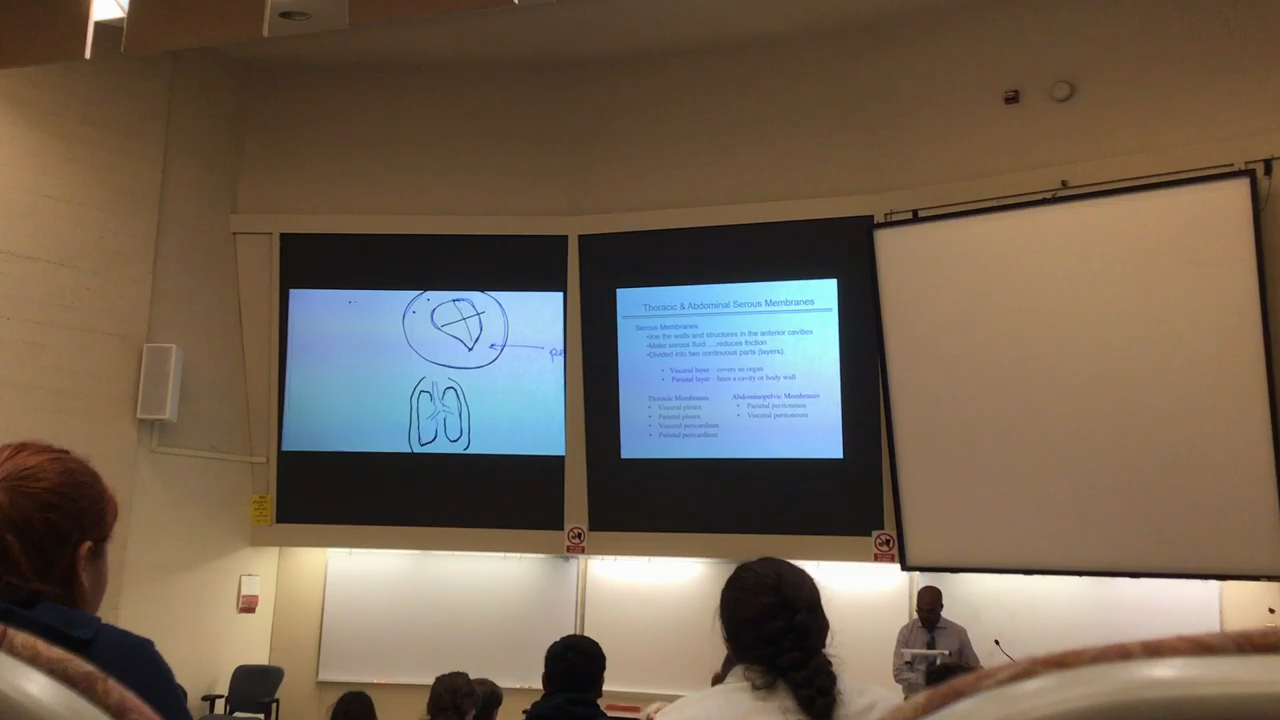 Thoracic & Abdominal Serous Membranes
Serous Membranes
•line the walls and structures in the anterior cavities
•Make serous fluid.....reduces friction
•Divided into two continuous parts (layers):
• Visceral layer – covers an organ
• Parietal layer – lines a cavity or body wall
Thoracic Membranes
• Visceral pleura
• Parietal pleura
• Visceral pericardium
• Parietal pericardium
Abdominopelvic Membranes
• Parietal peritoneum
• Visceral peritoneum